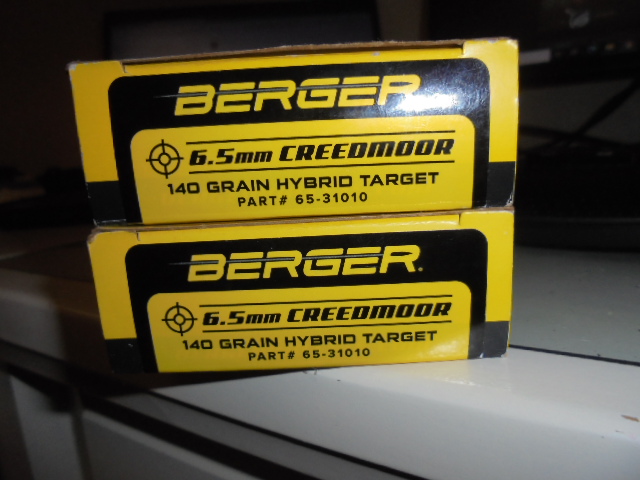 BERGER
6.5mm CREEDMOOR
140 GRAIN HYBRID TARGET
PART# 65-31010
BERGER.
6.5mm CREEDMOOR
140 GRAIN HYBRID TARGET
PART# 65-31010